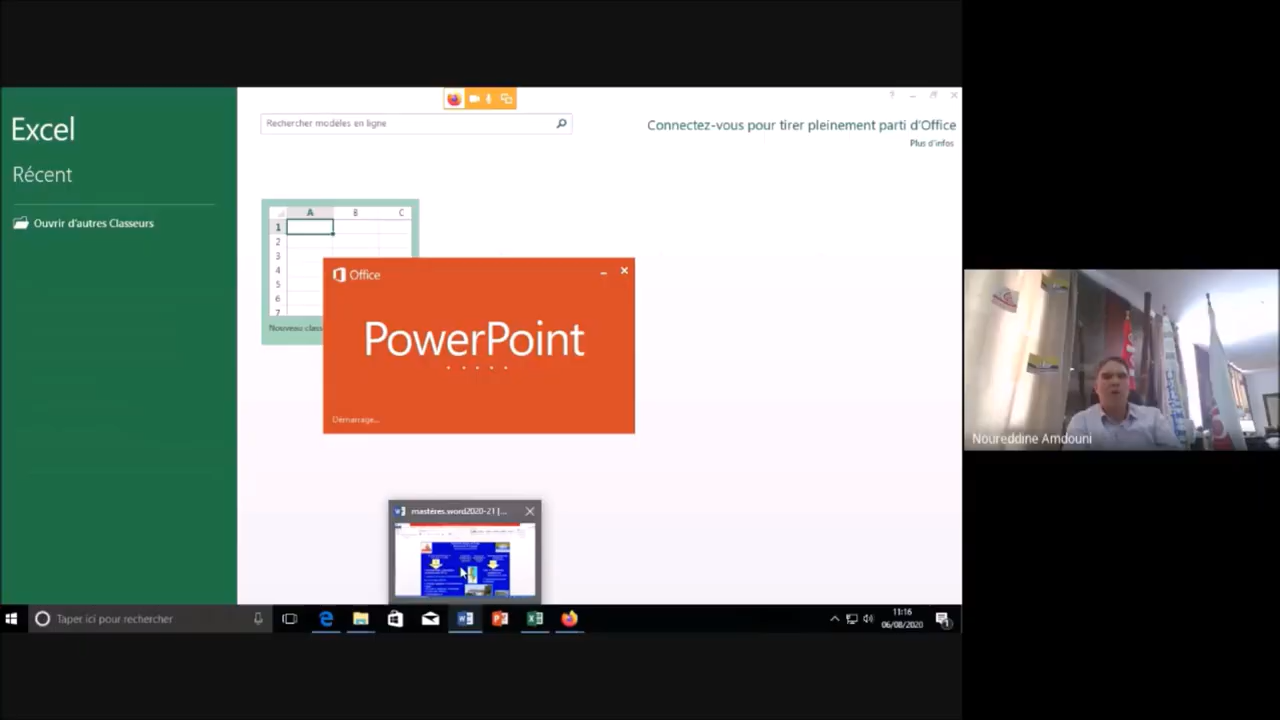 Excel
Récent
Ouvrir d'autres Classeurs
Rechercher modèles en ligne
Connectez-vous pour tirer pleinement parti d'Office
Plus d'infos
A B C
1
2
3
4
5
6
7
Nouveau
Office
PowerPoint
Démarrage...
mastères.word2020-21 [...
Noureddine Amdouni
Taper ici pour rechercher
11:16
06/08/2020